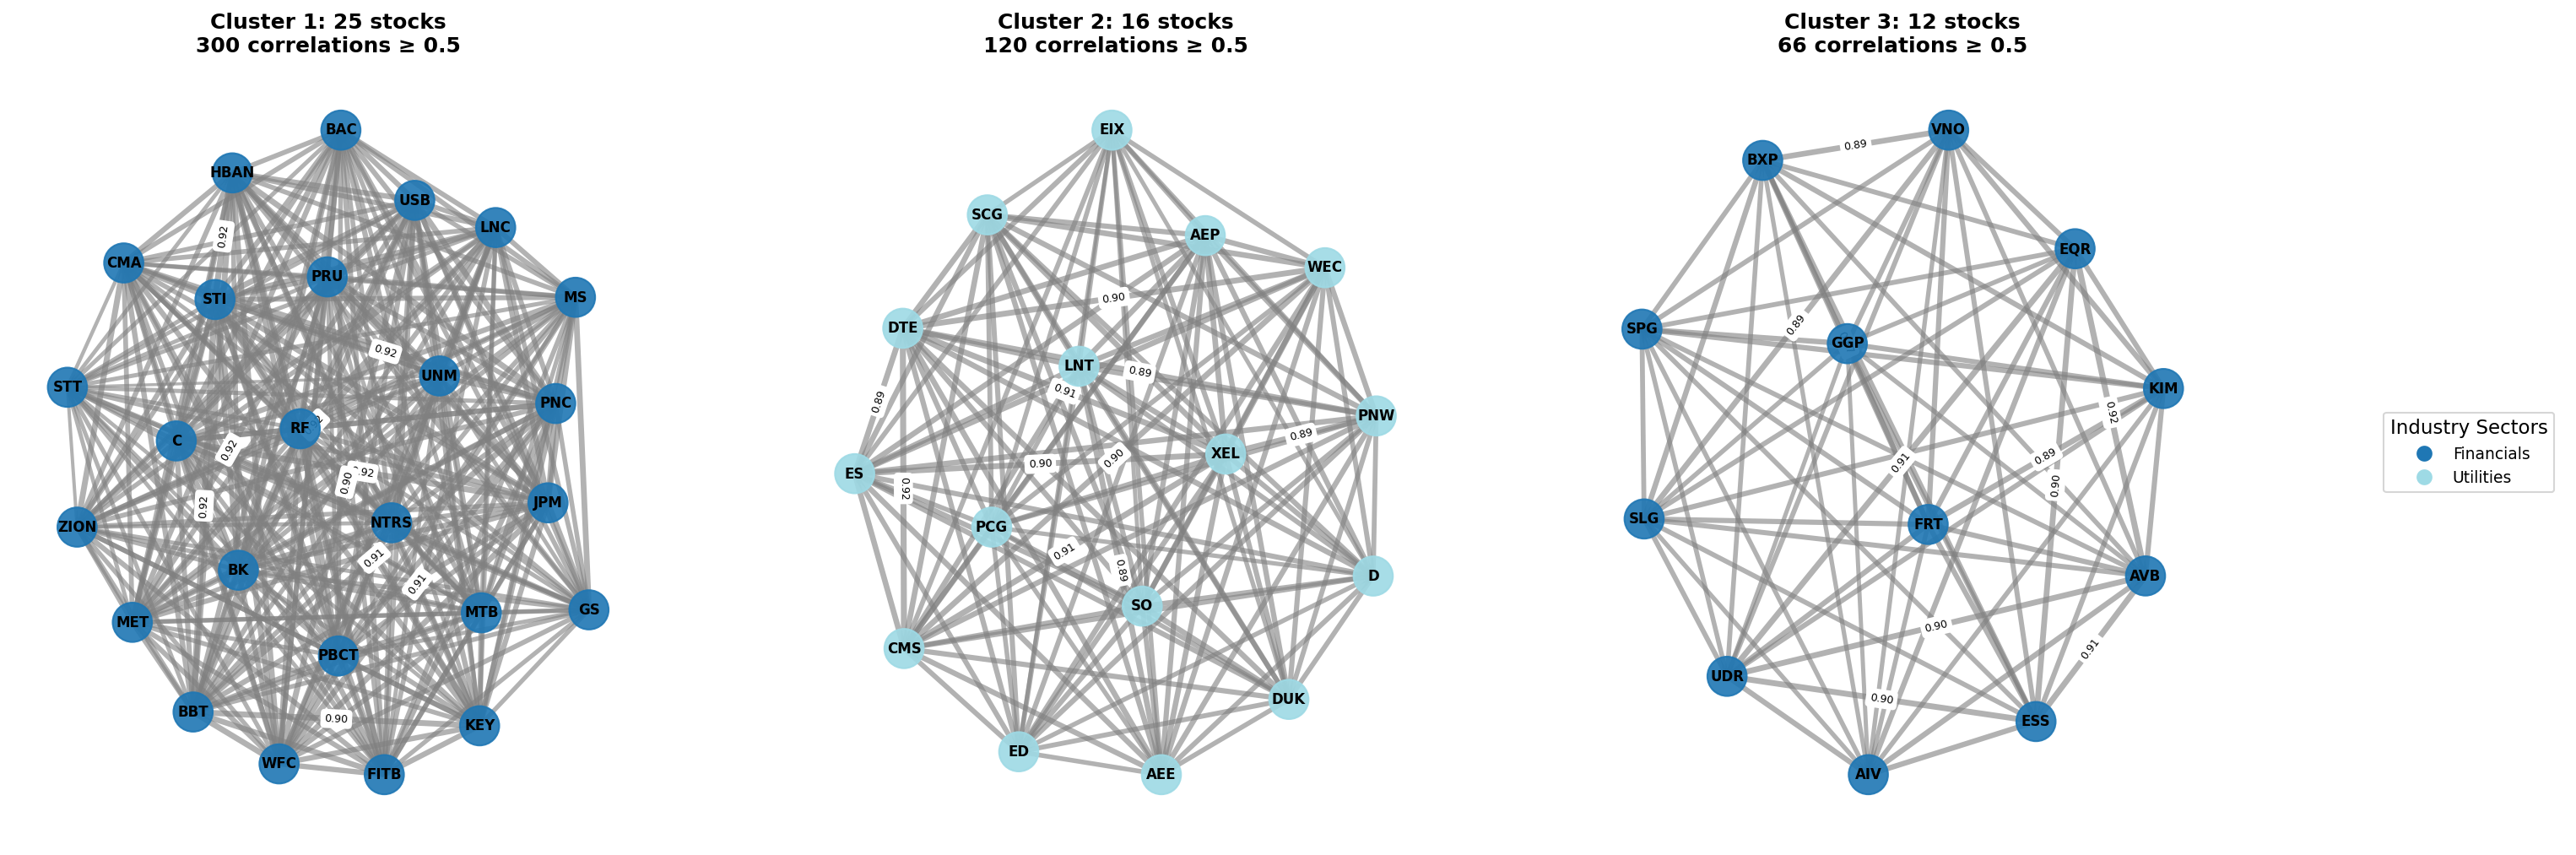 Cluster 1: 25 stocks
300 correlations ≥ 0.5
BAC
HBAN
0.92
USB
LNC
CMA
PRU
STI
MS
0.92
STT
UNM
PNC
RF
C
0.92
0.92
0.90
0.92
JPM
ZION
NTRS
0.91
BK
0.91
MET
MTB
GS
PBCT
BBT
0.90
KEY
WFC
FITB
Cluster 2: 16 stocks
120 correlations ≥ 0.5
EIX
SCG
AEP
WEC
0.90
DTE
LNT
0.89
0.91
0.89
PNW
0.89
XEL
0.90
0.90
ES
0.92
PCG
0.91
0.89
D
SO
CMS
DUK
ED
AEE
Cluster 3: 12 stocks
66 correlations ≥ 0.5
VNO
0.89
BXP
EQR
SPG
0.89
GGP
KIM
0.92
0.89
0.91
0.90
SLG
FRT
AVB
0.90
0.91
UDR
0.90
ESS
AIV
Industry Sectors
Financials
Utilities